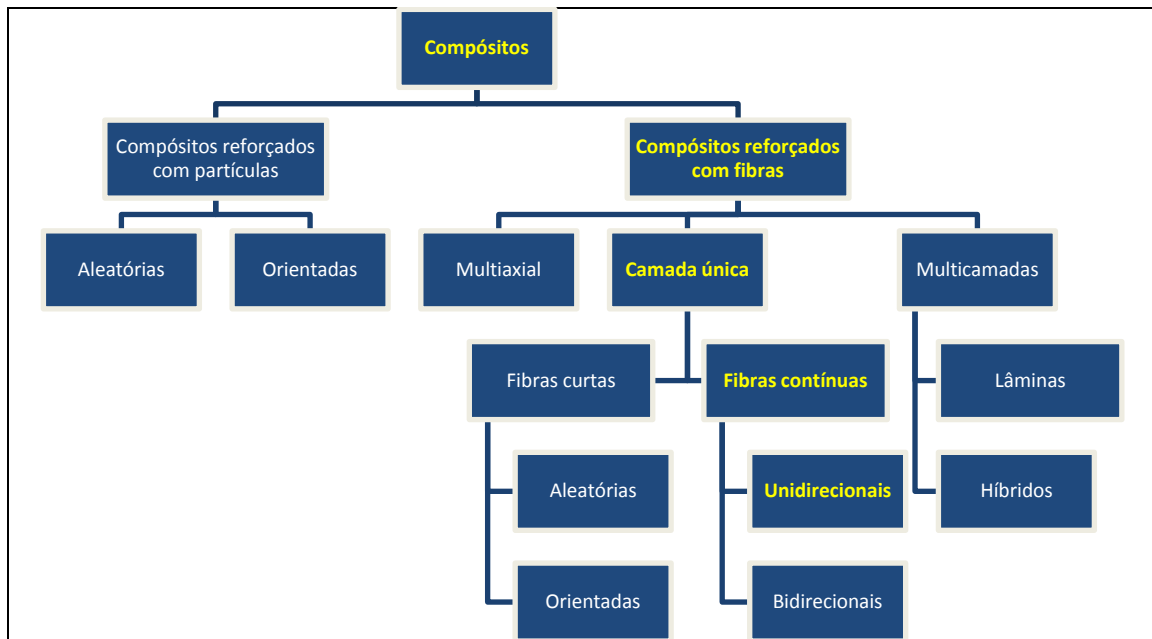 Compósitos
Compósitos reforçados
com partículas
Compósitos reforçados
com fibras
Aleatórias
Orientadas
Multiaxial
Camada única
Multicamadas
Fibras curtas
Fibras contínuas
Lâminas
Aleatórias
Unidirecionais
Híbridos
Orientadas
Bidirecionais